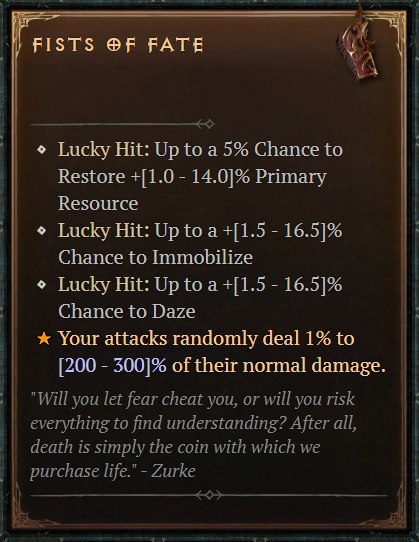 FISTS OF FATE
Lucky Hit: Up to a 5% Chance to
Restore +[1.0 - 14.0]% Primary
Resource
Lucky Hit: Up to a +[1.5 - 16.5]%
Chance to Immobilize
Lucky Hit: Up to a +[1.5 - 16.5]%
Chance to Daze
Your attacks randomly deal 1% to
[200 - 300]% of their normal damage.
"Will you let fear cheat you, or will you risk
everything to find understanding? After all,
death is simply the coin with which we
purchase life." - Zurke